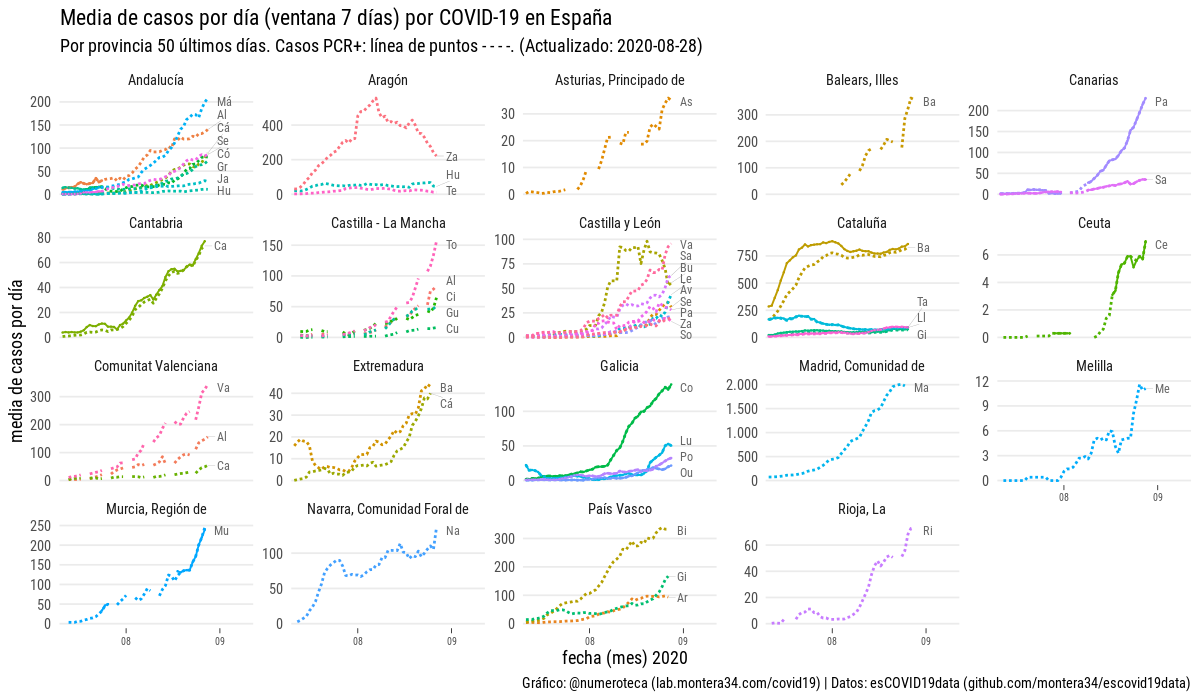 Media de casos por día (ventana 7 días) por COVID-19 en España
Por provincia 50 últimos días. Casos PCR+: línea de puntos - - - -. (Actualizado: 2020-08-28)
media de casos por día
Andalucía
200
150
100
50
0
Má
Al
Cá
Se
Có
Gr
Ja
Hu
Aragón
400
200
0
Za
Hu
Te
Asturias, Principado de
30
20
10
0
As
Balears, Illes
300
200
100
0
Ba
Canarias
200
150
100
50
0
Pa
Sa
Cantabria
80
60
40
20
0
Ca
Castilla - La Mancha
150
100
50
0
To
Al
Ci
Gu
Cu
Castilla y León
100
75
50
25
0
Va
Sa
Bu
Le
Av
Se
Pa
Za
So
Cataluña
750
500
250
0
Ba
Ta
Ll
Gi
Ceuta
6
4
2
0
Ce
Comunitat Valenciana
300
200
100
0
Va
Al
Ca
Extremadura
40
30
20
10
0
Ba
Cá
Galicia
100
50
0
Co
Lu
Po
Ou
Madrid, Comunidad de
2.000
1.500
1.000
500
0
Ma
Melilla
12
9
6
3
0
Me
08
09
Murcia, Región de
250
200
150
100
50
0
Mu
08
09
Navarra, Comunidad Foral de
100
50
0
Na
08
09
País Vasco
300
200
100
0
Bi
Gi
Ar
08
09
Rioja, La
60
40
20
0
Ri
08
09
fecha (mes) 2020
Gráfico: @numeroteca (lab.montera34.com/covid19) | Datos: esCOVID19data (github.com/montera34/escovid19data)